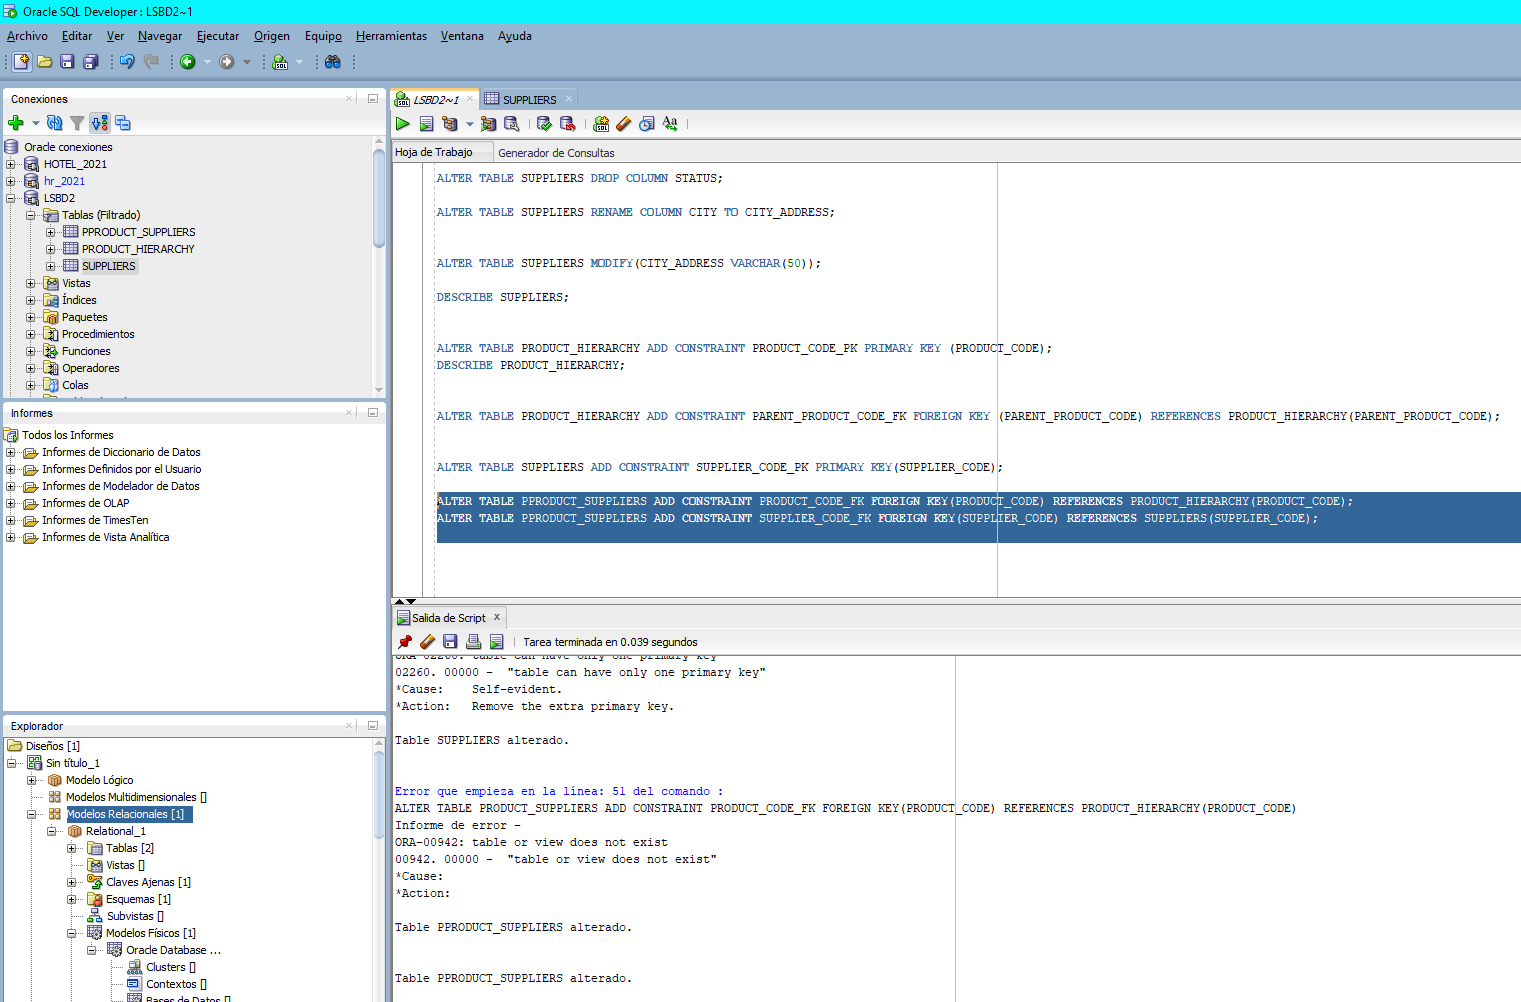 Oracle SQL Developer : LSBD2~1
Archivo Editar Ver Navegar Ejecutar Origen Equipo Herramientas Ventana Ayuda
Conexiones
Oracle conexiones
HOTEL_2021
hr_2021
LSBD2
Tablas (Filtrado)
PPRODUCT_SUPPLIERS
PRODUCT_HIERARCHY
SUPPLIERS
Vistas
Índices
Paquetes
Procedimientos
Funciones
Operadores
Colas
Informes
Todos los Informes
Informes de Diccionario de Datos
Informes Definidos por el Usuario
Informes de Modelador de Datos
Informes de OLAP
Informes de TimesTen
Informes de Vista Analítica
Explorador
Diseños [1]
Sin título_1
Modelo Lógico
Modelos Multidimensionales []
Modelos Relacionales [1]
Relational_1
Tablas [2]
Vistas []
Claves Ajenas [1]
Esquemas [1]
Subvistas []
Modelos Físicos [1]
Oracle Database ...
Clusters []
Contextos []
Bases de Datos []
LSBD2~1 SUPPLIERS
Hoja de Trabajo Generador de Consultas
ALTER TABLE SUPPLIERS DROP COLUMN STATUS;
ALTER TABLE SUPPLIERS RENAME COLUMN CITY TO CITY_ADDRESS;
ALTER TABLE SUPPLIERS MODIFY(CITY_ADDRESS VARCHAR(50));
DESCRIBE SUPPLIERS;
ALTER TABLE PRODUCT_HIERARCHY ADD CONSTRAINT PRODUCT_CODE_PK PRIMARY KEY (PRODUCT_CODE);
DESCRIBE PRODUCT_HIERARCHY;
ALTER TABLE PRODUCT_HIERARCHY ADD CONSTRAINT PARENT_PRODUCT_CODE_FK FOREIGN KEY (PARENT_PRODUCT_CODE) REFERENCES PRODUCT_HIERARCHY(PARENT_PRODUCT_CODE);
ALTER TABLE SUPPLIERS ADD CONSTRAINT SUPPLIER_CODE_PK PRIMARY KEY(SUPPLIER_CODE);
ALTER TABLE PPRODUCT_SUPPLIERS ADD CONSTRAINT PRODUCT_CODE_FK FOREIGN KEY(PRODUCT_CODE) REFERENCES PRODUCT_HIERARCHY(PRODUCT_CODE);
ALTER TABLE PPRODUCT_SUPPLIERS ADD CONSTRAINT SUPPLIER_CODE_FK FOREIGN KEY(SUPPLIER_CODE) REFERENCES SUPPLIERS(SUPPLIER_CODE);
Salida de Script
Tarea terminada en 0.039 segundos
ORA-02260: table can have only one primary key
02260. 00000 - "table can have only one primary key"
*Cause: Self-evident.
*Action: Remove the extra primary key.
Table SUPPLIERS alterado.
Error que empieza en la línea: 51 del comando :
ALTER TABLE PRODUCT_SUPPLIERS ADD CONSTRAINT PRODUCT_CODE_FK FOREIGN KEY(PRODUCT_CODE) REFERENCES PRODUCT_HIERARCHY(PRODUCT_CODE)
Informe de error -
ORA-00942: table or view does not exist
00942. 00000 - "table or view does not exist"
*Cause:
*Action:
Table PPRODUCT_SUPPLIERS alterado.
Table PPRODUCT_SUPPLIERS alterado.